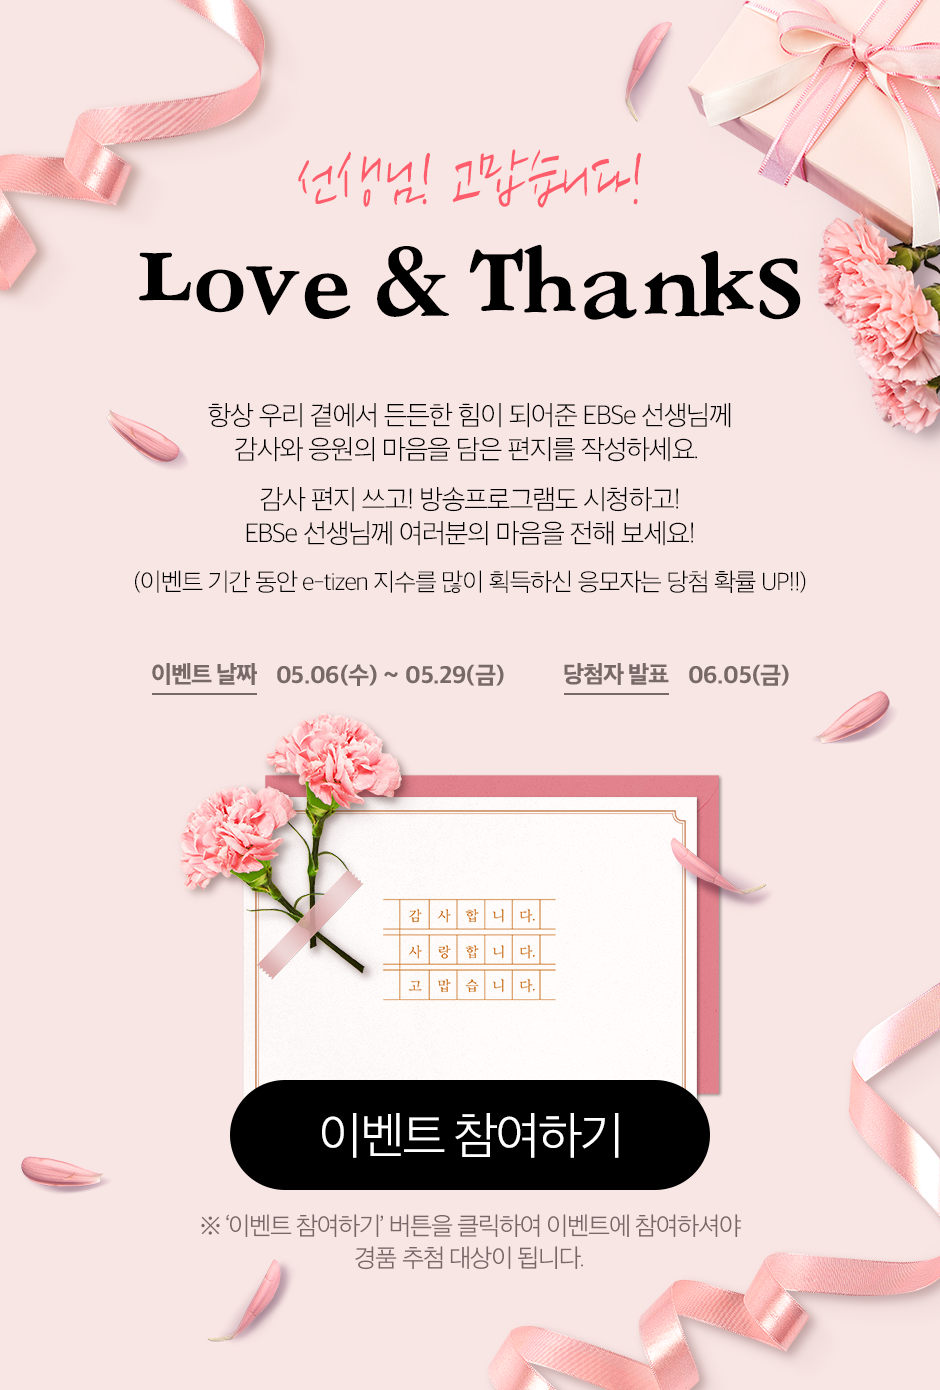 선생님! 고맙습니다!
Love & Thanks
항상 우리 곁에서 든든한 힘이 되어준 EBSe 선생님께
감사와 응원의 마음을 담은 편지를 작성하세요.
감사 편지 쓰고! 방송프로그램도 시청하고!
EBSe 선생님께 여러분의 마음을 전해 보세요!
(이벤트 기간 동안 e-tizen 지수를 많이 획득하신 응모자는 당첨 확률 UP!!)
이벤트 날짜 05.06(수) ~ 05.29(금) 당첨자 발표 06.05(금)
감사합니다.
사랑합니다.
고맙습니다.
이벤트 참여하기
※ ‘이벤트 참여하기’ 버튼을 클릭하여 이벤트에 참여하셔야
경품 추첨 대상이 됩니다.